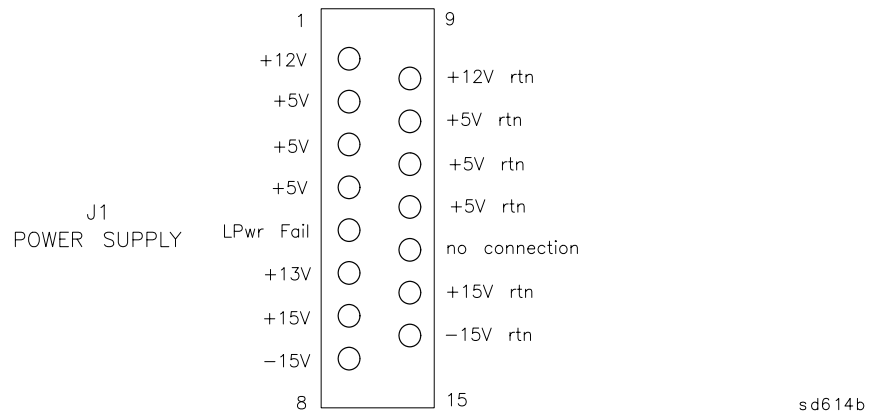 1 9
+12V
+12V rtn
+5V
+5V rtn
+5V
+5V rtn
+5V
+5V rtn
J1
POWER SUPPLY
LPwr Fail
no connection
+13V
+15V rtn
+15V
-15V rtn
-15V
8 15
sd614b